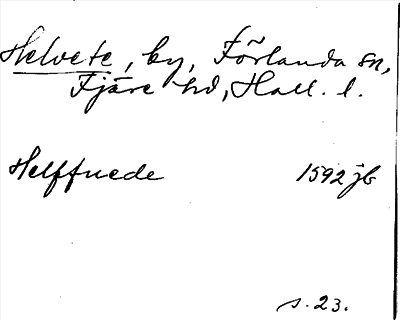 Helvete, by, Förlanda sn,
Fjäre hd, Hall. l.
Helffuede 1592 jb
s. 23.